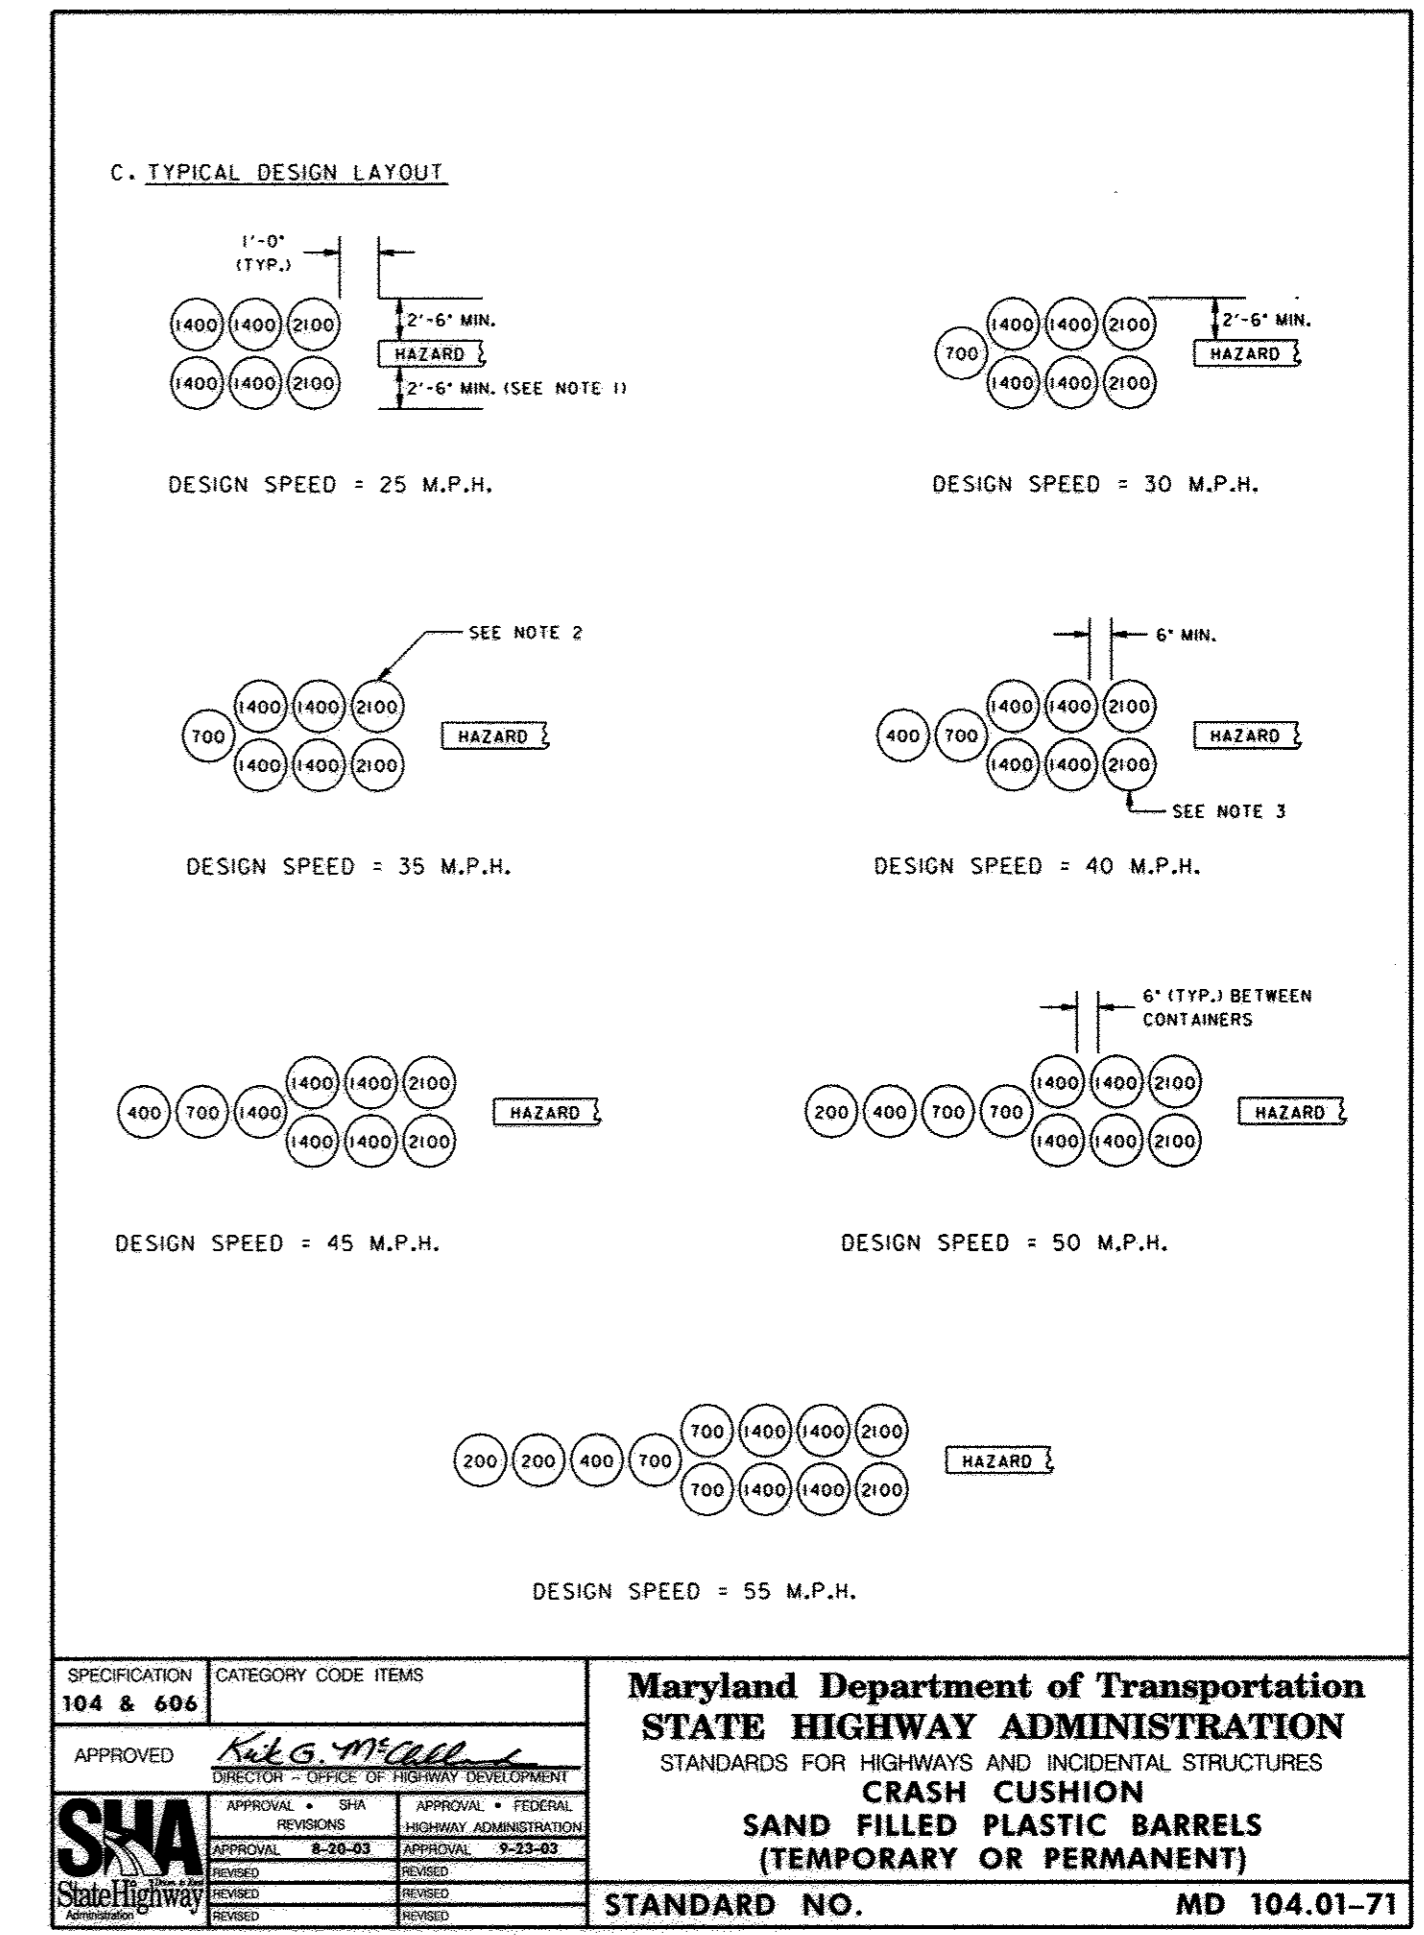 C. TYPICAL DESIGN LAYOUT
1'-0"
(TYP.)
1400 1400 2100
1400 1400 2100
2'-6" MIN.
HAZARD
2'-6" MIN. (SEE NOTE 1)
DESIGN SPEED = 25 M.P.H.
700
1400 1400 2100
1400 1400 2100
2'-6" MIN.
HAZARD
DESIGN SPEED = 30 M.P.H.
SEE NOTE 2
700
1400 1400 2100
1400 1400 2100
HAZARD
DESIGN SPEED = 35 M.P.H.
6" MIN.
400 700
1400 1400 2100
1400 1400 2100
HAZARD
SEE NOTE 3
DESIGN SPEED = 40 M.P.H.
400 700 1400
1400 1400 2100
1400 1400 2100
HAZARD
DESIGN SPEED = 45 M.P.H.
6" (TYP.) BETWEEN
CONTAINERS
200 400 700 700
1400 1400 2100
1400 1400 2100
HAZARD
DESIGN SPEED = 50 M.P.H.
200 200 400 700
700 1400 1400 2100
700 1400 1400 2100
HAZARD
DESIGN SPEED = 55 M.P.H.
SPECIFICATION
104 & 606
CATEGORY CODE ITEMS
APPROVED
Kirk G. McClelland
DIRECTOR - OFFICE OF HIGHWAY DEVELOPMENT
SHA
State Highway
Administration
APPROVAL • SHA
REVISIONS
APPROVAL 8-20-03
REVISED
REVISED
REVISED
APPROVAL • FEDERAL
HIGHWAY ADMINISTRATION
APPROVAL 9-23-03
REVISED
REVISED
REVISED
Maryland Department of Transportation
STATE HIGHWAY ADMINISTRATION
STANDARDS FOR HIGHWAYS AND INCIDENTAL STRUCTURES
CRASH CUSHION
SAND FILLED PLASTIC BARRELS
(TEMPORARY OR PERMANENT)
STANDARD NO. MD 104.01-71